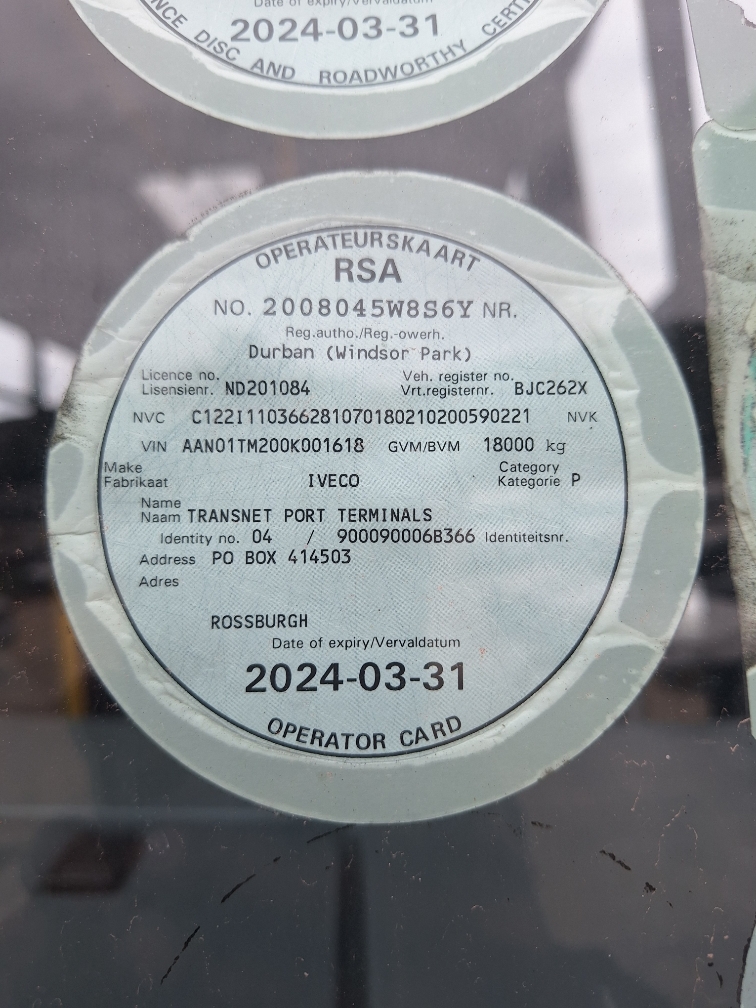 Date of expiry/Vervaldatum
2024-03-31
DISC AND ROADWORTHY
OPERATEURSKAART
RSA
NO. 2008045W8S6Y NR.
Reg.autho./Reg.-owerh.
Durban (Windsor Park)
Licence no. Veh. register no.
Lisensienr. ND201084 Vrt.registernr. BJC262X
NVC C122I110366281070180210200590221 NVK
VIN AAN01TM200K001618 GVM/BVM 18000 kg
Make Category
Fabrikaat IVECO Kategorie P
Name
Naam TRANSNET PORT TERMINALS
Identity no. 04 / 900090006B366 Identiteitsnr.
Address PO BOX 414503
Adres
ROSSBURGH
Date of expiry/Vervaldatum
2024-03-31
OPERATOR CARD